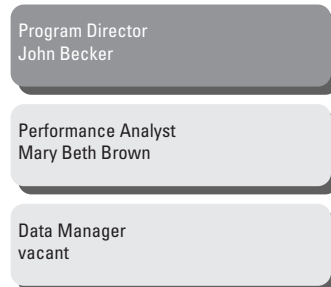 Program Director
John Becker
Performance Analyst
Mary Beth Brown
Data Manager
vacant